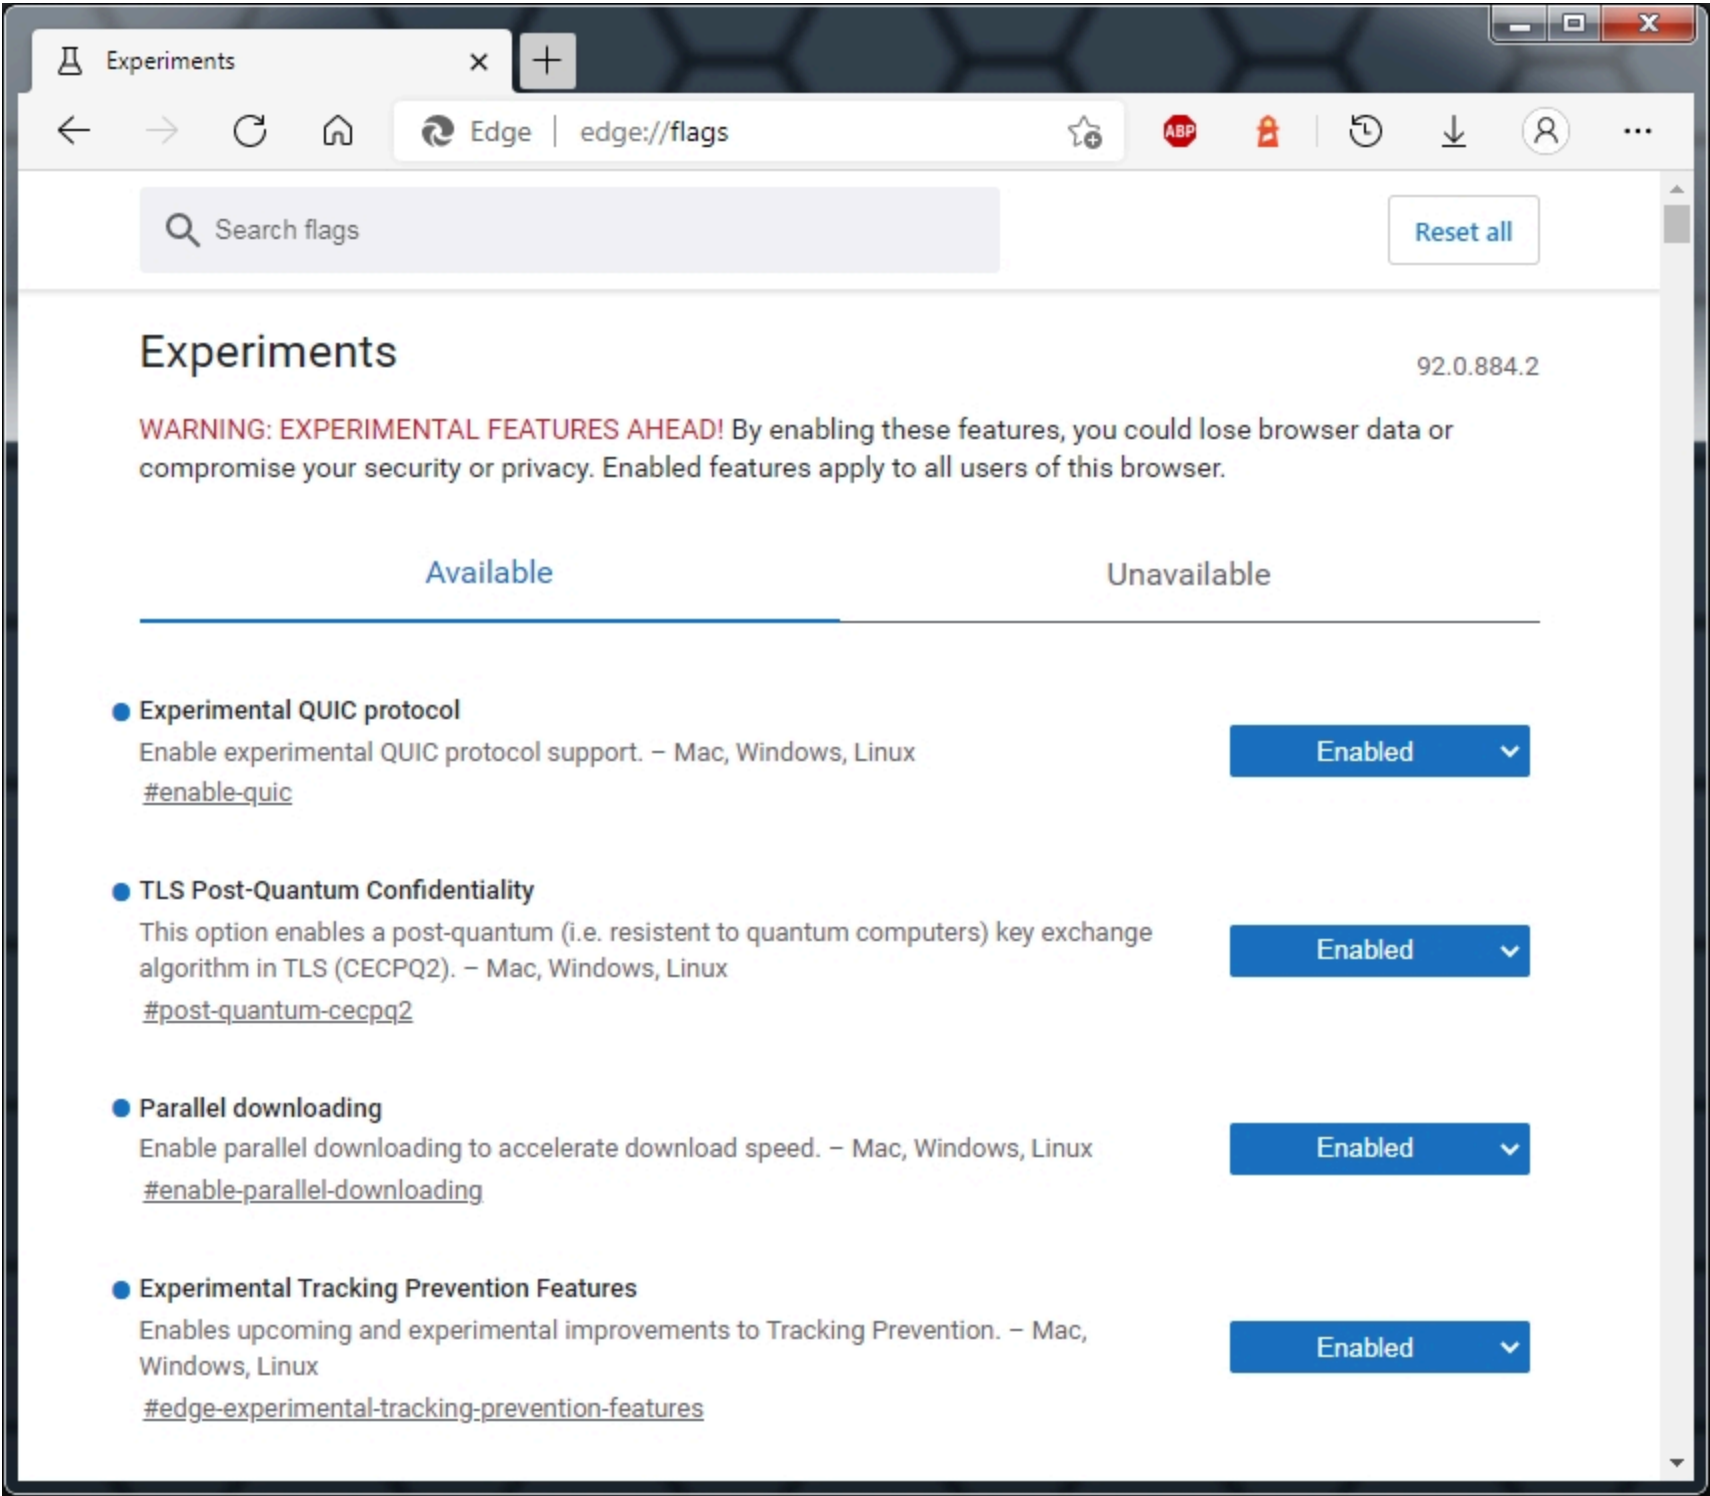 Experiments
Edge | edge://flags
ABP
Search flags
Reset all
Experiments
92.0.884.2
WARNING: EXPERIMENTAL FEATURES AHEAD! By enabling these features, you could lose browser data or
compromise your security or privacy. Enabled features apply to all users of this browser.
Available
Unavailable
Experimental QUIC protocol
Enable experimental QUIC protocol support. – Mac, Windows, Linux
#enable-quic
Enabled
TLS Post-Quantum Confidentiality
This option enables a post-quantum (i.e. resistent to quantum computers) key exchange
algorithm in TLS (CECPQ2). – Mac, Windows, Linux
#post-quantum-cecpq2
Enabled
Parallel downloading
Enable parallel downloading to accelerate download speed. – Mac, Windows, Linux
#enable-parallel-downloading
Enabled
Experimental Tracking Prevention Features
Enables upcoming and experimental improvements to Tracking Prevention. – Mac,
Windows, Linux
#edge-experimental-tracking-prevention-features
Enabled